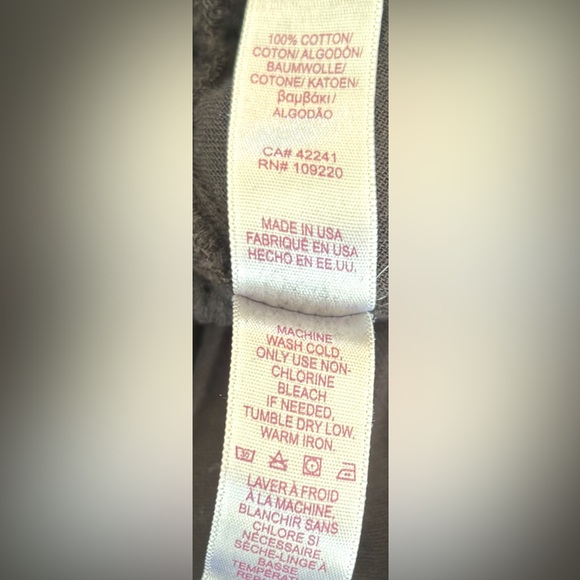 100% COTTON/
COTON/ ALGODÓN/
BAUMWOLLE/
COTONE/ KATOEN/
βαμβάκι/
ALGODÃO
CA# 42241
RN# 109220
MADE IN USA
FABRIQUÉ EN USA
HECHO EN EE.UU.
MACHINE
WASH COLD,
ONLY USE NON-
CHLORINE
BLEACH
IF NEEDED,
TUMBLE DRY LOW,
WARM IRON.
30
LAVER À FROID
À LA MACHINE,
BLANCHIR SANS
CHLORE SI
NÉCESSAIRE,
SÈCHE-LINGE À
BASSE